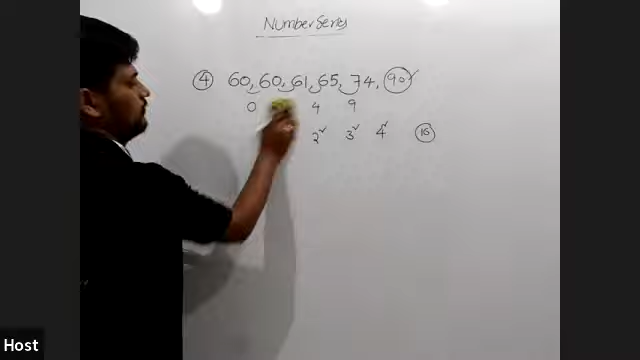 Number Series
④ 60, 60, 61, 65, 74, 90
0 4 9
2² 3² 4² 16
Host